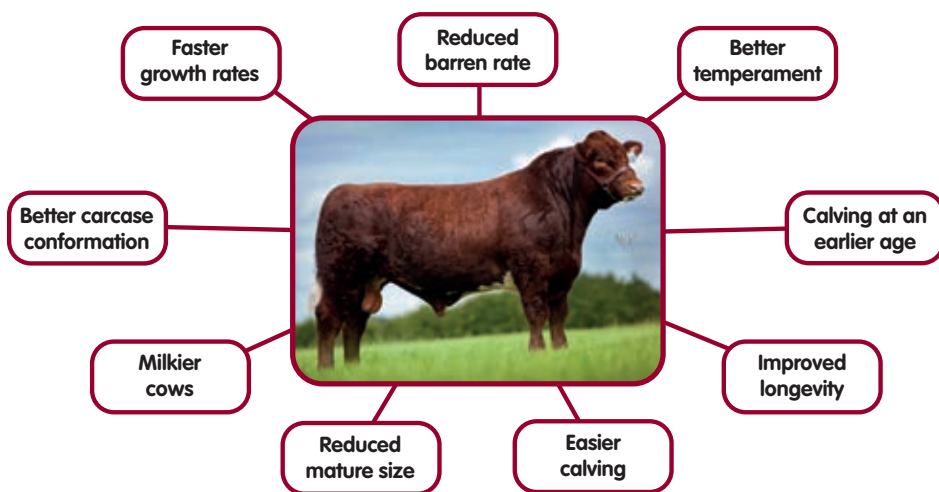 Faster
growth rates
Reduced
barren rate
Better
temperament
Better carcase
conformation
Calving at an
earlier age
Milkier
cows
Improved
longevity
Reduced
mature size
Easier
calving